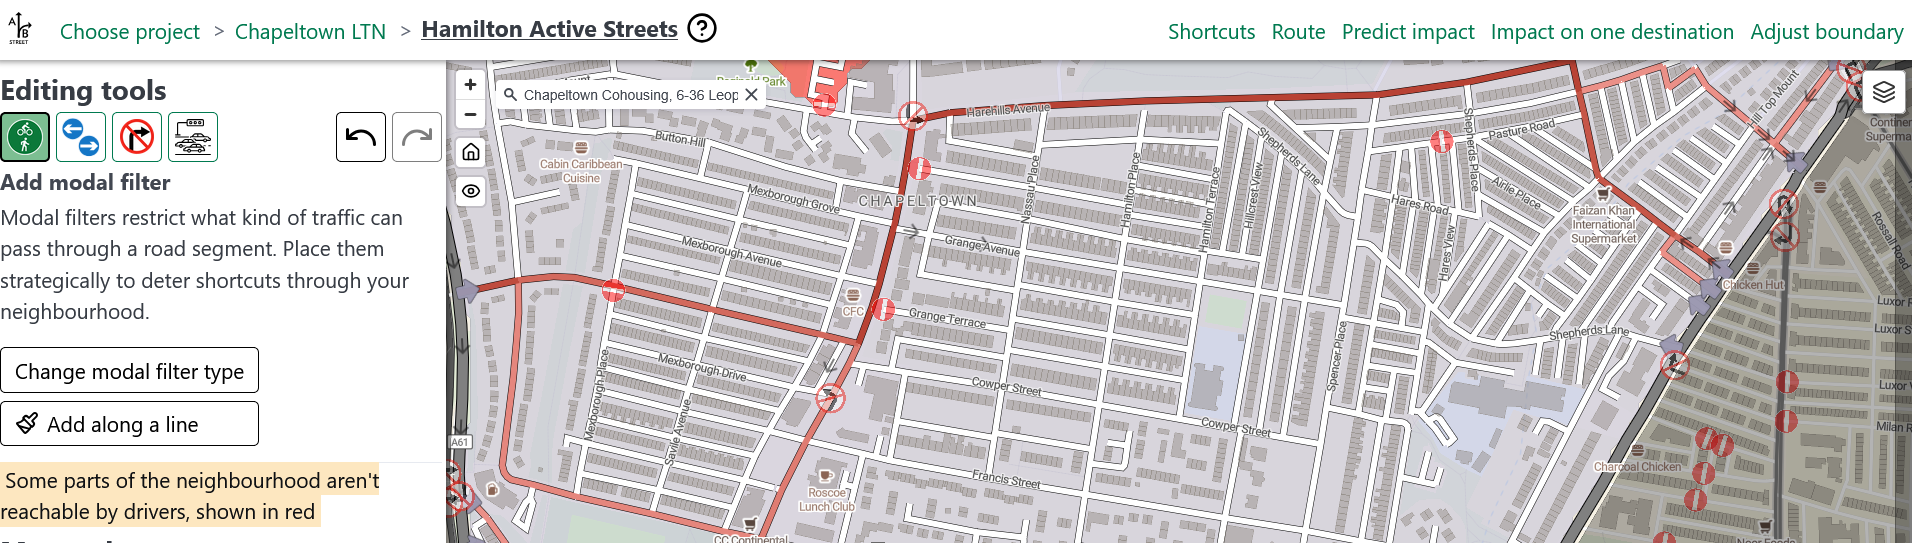 A
B
STREET
Choose project > Chapeltown LTN > Hamilton Active Streets ?
Shortcuts Route Predict impact Impact on one destination Adjust boundary
Editing tools
Add modal filter
Modal filters restrict what kind of traffic can
pass through a road segment. Place them
strategically to deter shortcuts through your
neighbourhood.
Change modal filter type
Add along a line
Some parts of the neighbourhood aren't
reachable by drivers, shown in red
+
−
Chapeltown Cohousing, 6-36 Leop
Button Hill
Cabin Caribbean
Cuisine
Mexborough Grove
CHAPELTOWN
Mexborough Avenue
CFC
Mexborough Drive
Mexborough Place
Savile Avenue
A61
Roscoe
Lunch Club
CC Continental
Harehills Avenue
Nassau Place
Hamilton Place
Hamilton Terrace
Hillcrest View
Shepherds Lane
Grange Avenue
Grange Terrace
Cowper Street
Cowper Street
Francis Street
Spencer Place
Shepherds Place
Pasture Road
Airlie Place
Hares Road
Hares View
Faizan Khan
International
Supermarket
Hill Top Mount
Chicken Hut
Shepherds Lane
Charcoal Chicken
Rossall Road
Luxor
Luxor
Luxor
Milan